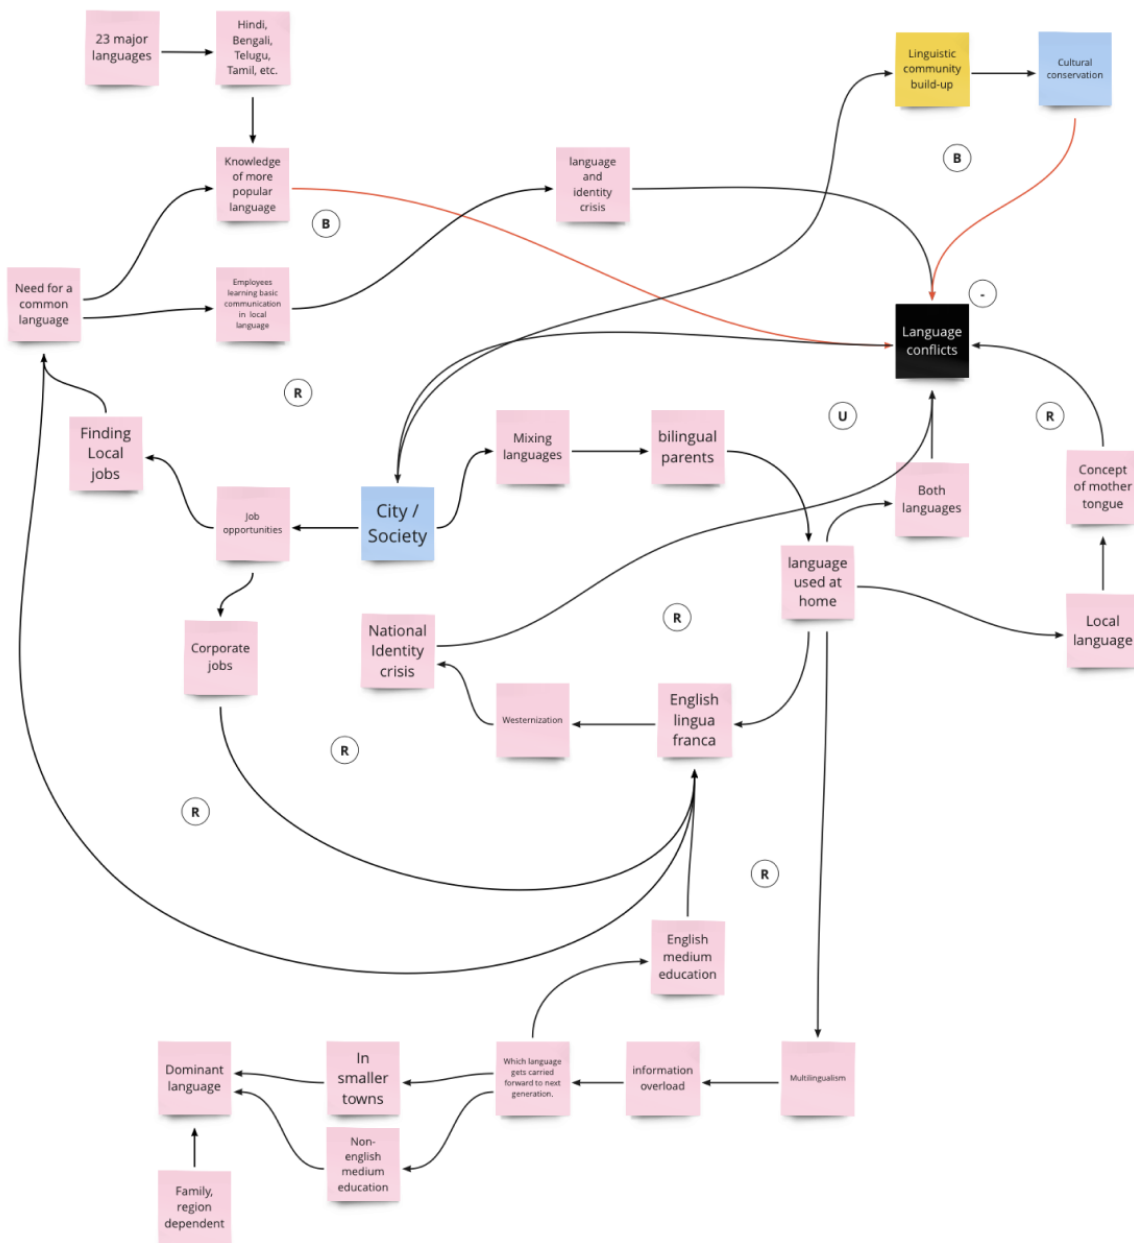 23 major
languages
Hindi,
Bengali,
Telugu,
Tamil, etc.
Linguistic
community
build-up
Cultural
conservation
Knowledge
of more
popular
language
language
and
identity
crisis
B
B
Need for a
common
language
Employees
learning basic
communication
in local
language
-
Language
conflicts
R
Finding
Local
jobs
Mixing
languages
bilingual
parents
U
R
Job
opportunities
City /
Society
Both
languages
Concept
of mother
tongue
language
used at
home
Corporate
jobs
National
Identity
crisis
R
Local
language
Westernization
English
lingua
franca
R
R
R
English
medium
education
Dominant
language
In
smaller
towns
Which language
gets carried
forward to next
generation.
information
overload
Multilingualism
Non-
english
medium
education
Family,
region
dependent